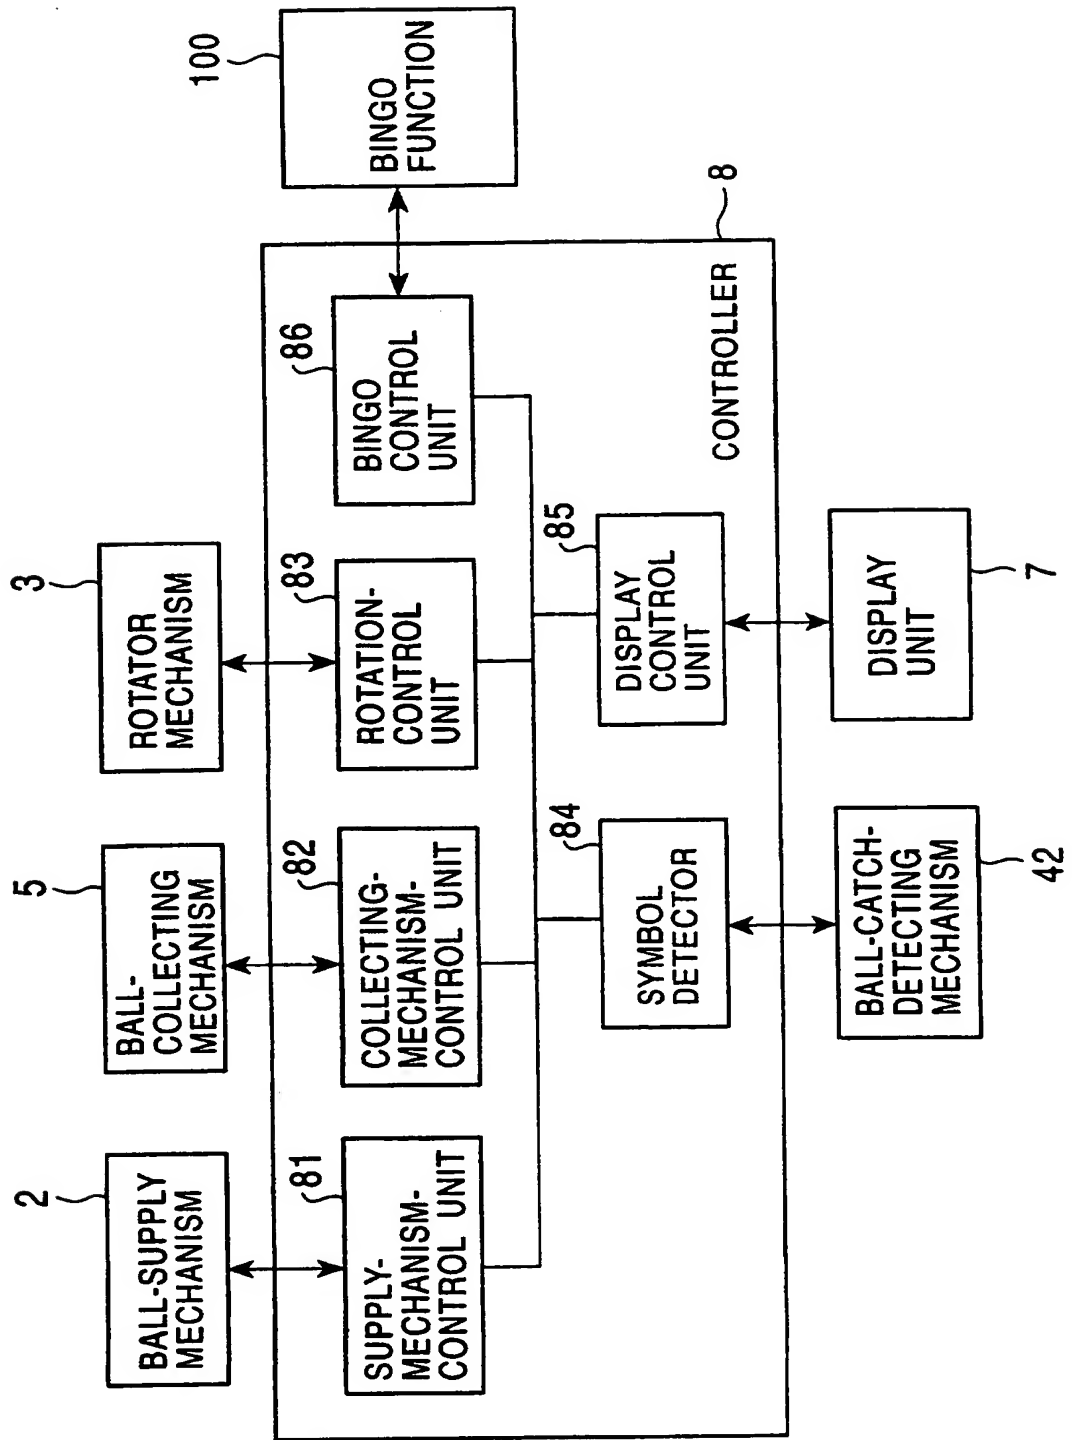 2
BALL-SUPPLY
MECHANISM
5
BALL-
COLLECTING
MECHANISM
3
ROTATOR
MECHANISM
100
BINGO
FUNCTION
81
SUPPLY-
MECHANISM-
CONTROL UNIT
82
COLLECTING-
MECHANISM-
CONTROL UNIT
83
ROTATION-
CONTROL
UNIT
86
BINGO
CONTROL
UNIT
84
SYMBOL
DETECTOR
85
DISPLAY
CONTROL
UNIT
CONTROLLER
8
BALL-CATCH-
DETECTING
MECHANISM
42
DISPLAY
UNIT
7